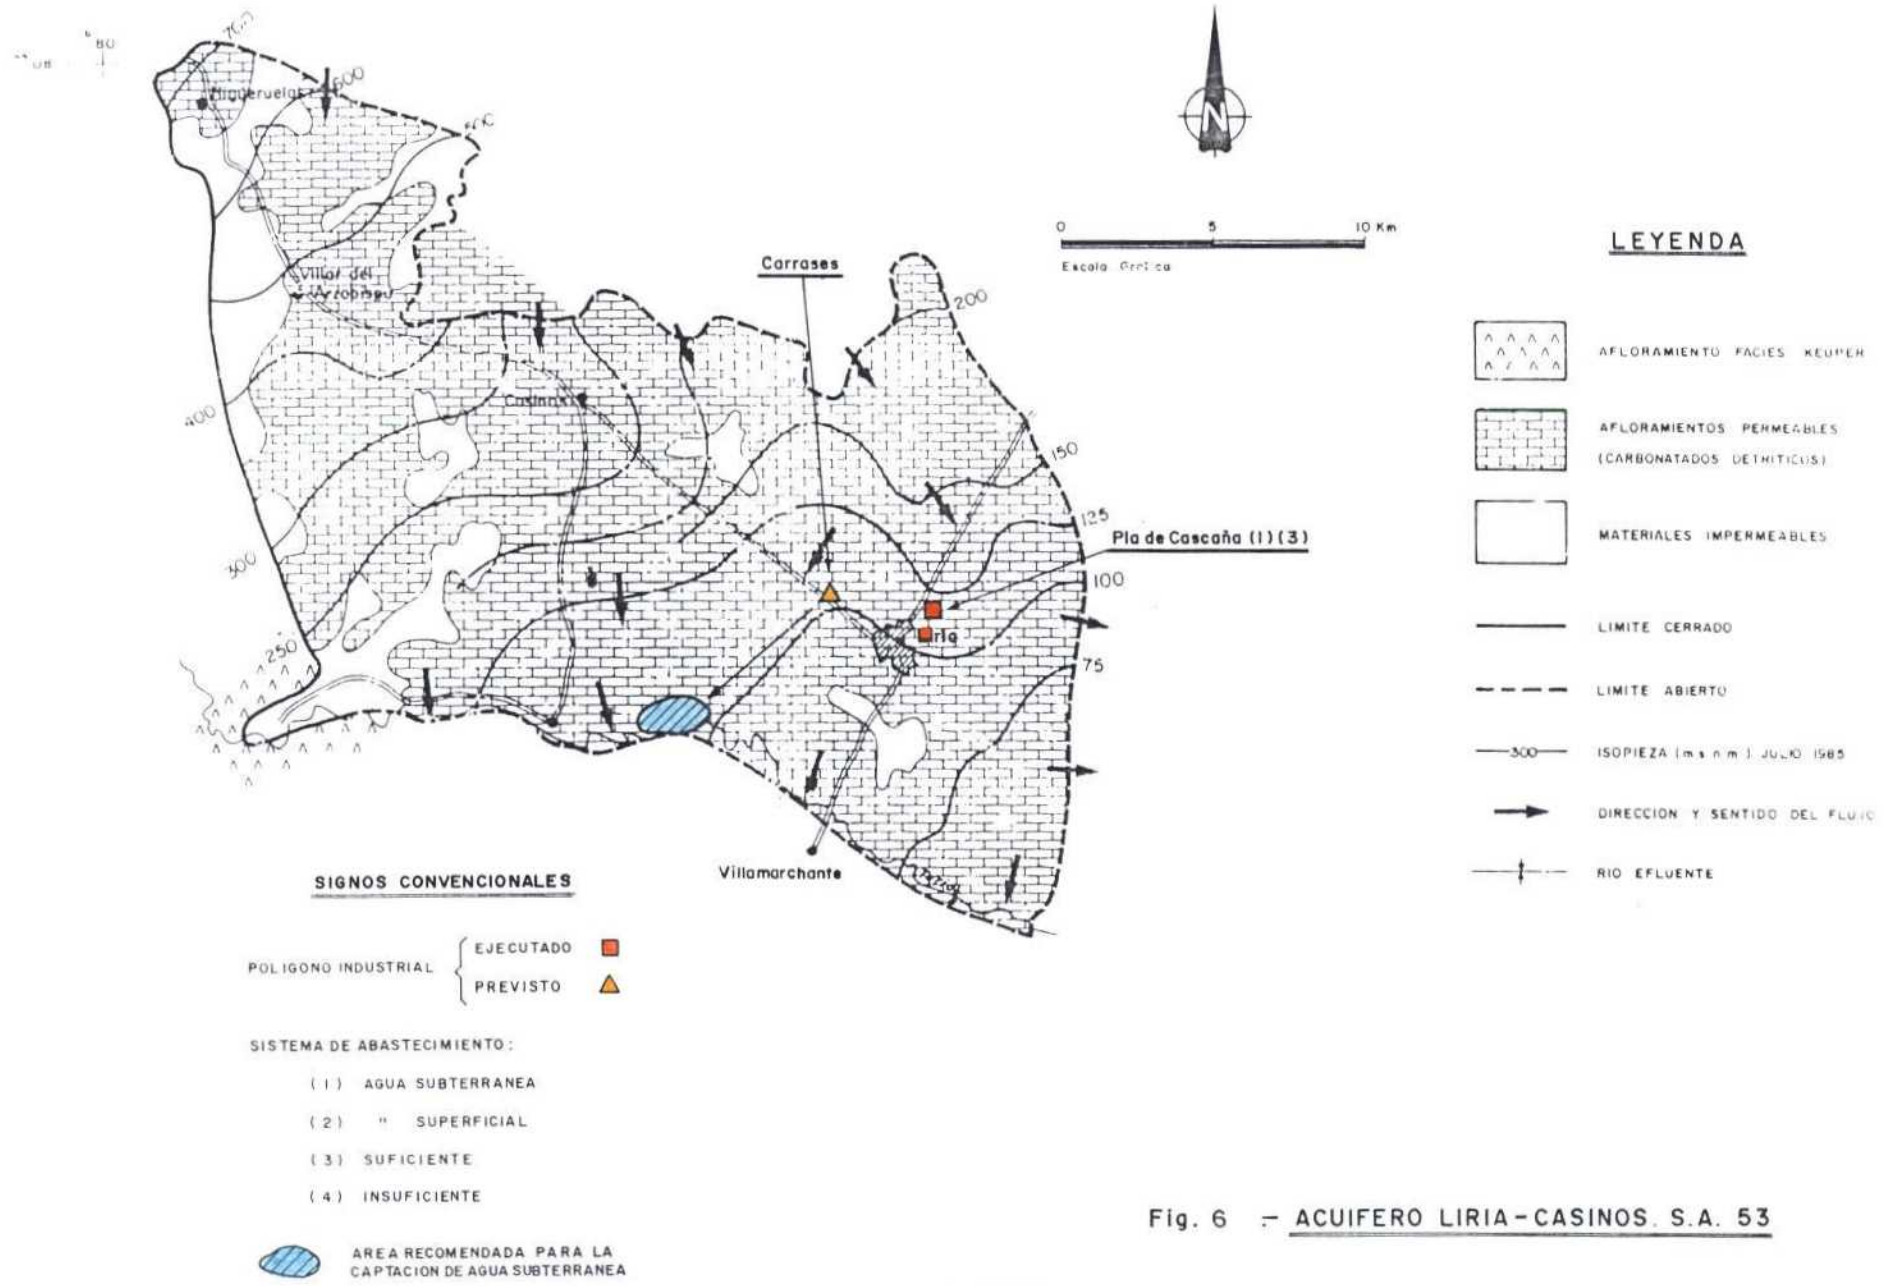 80
600
N
0 5 10 Km
Escala Grafica
LEYENDA
Carrases
Villar del
200
AFLORAMIENTO FACIES KEUPER
Casinos
400
AFLORAMIENTOS PERMEABLES
(CARBONATADOS DETRITICOS)
150
125
Pla de Cascaña (1) (3)
MATERIALES IMPERMEABLES
300
100
LIMITE CERRADO
250
75
LIMITE ABIERTO
300
ISOPIEZA (m s n m) JULIO 1985
DIRECCION Y SENTIDO DEL FLUJO
Villamarchante
RIO EFLUENTE
SIGNOS CONVENCIONALES
POLIGONO INDUSTRIAL
EJECUTADO
PREVISTO
SISTEMA DE ABASTECIMIENTO :
(1) AGUA SUBTERRANEA
(2) " SUPERFICIAL
(3) SUFICIENTE
(4) INSUFICIENTE
AREA RECOMENDADA PARA LA
CAPTACION DE AGUA SUBTERRANEA
Fig. 6 .- ACUIFERO LIRIA-CASINOS. S.A. 53